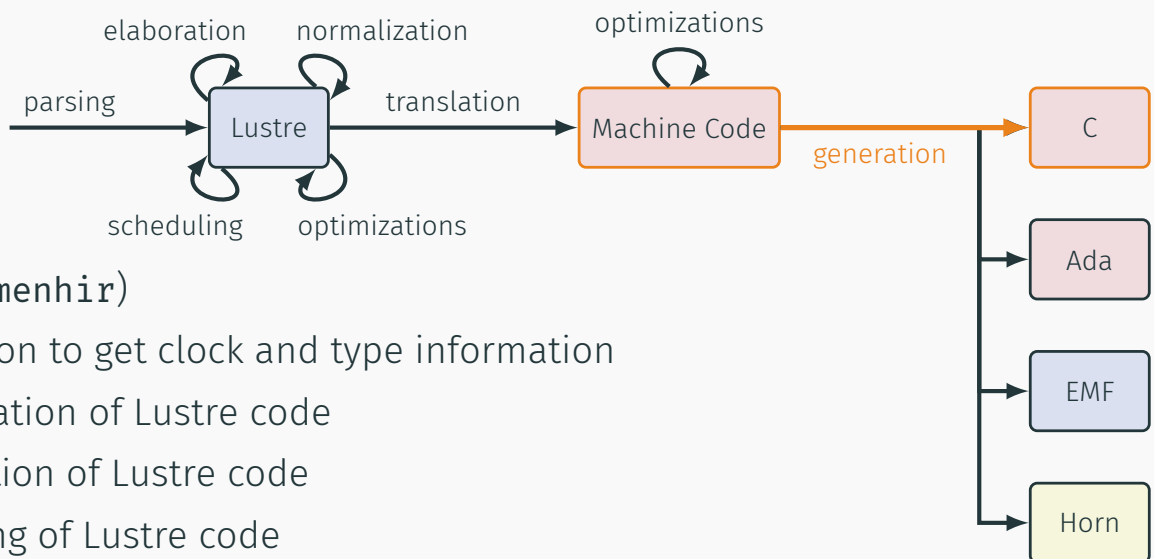 elaboration normalization
optimizations
parsing
translation
Lustre
Machine Code
C
generation
scheduling optimizations
Ada
menhir)
on to get clock and type information
EMF
ation of Lustre code
tion of Lustre code
Horn
ng of Lustre code